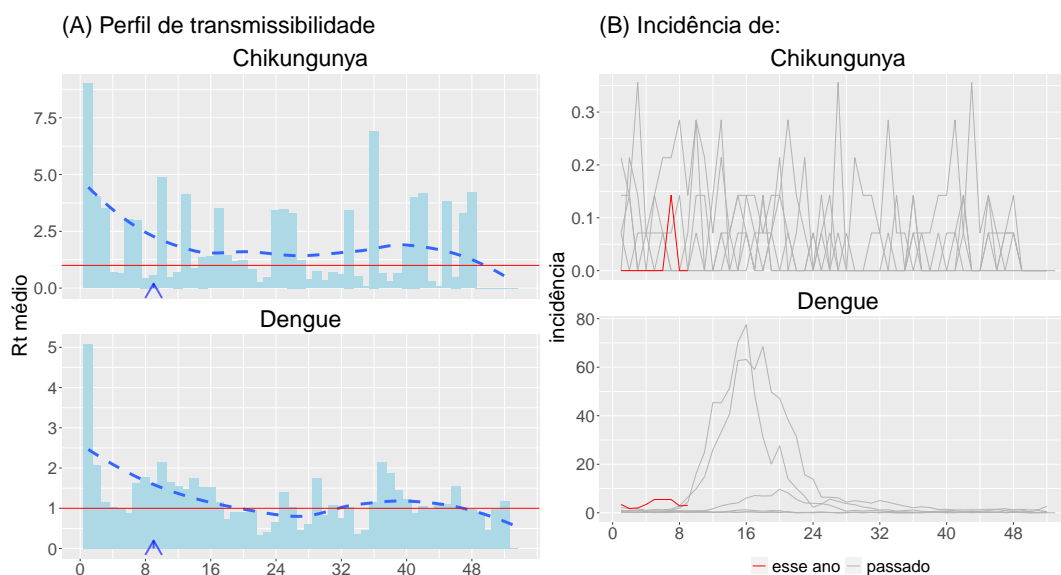 (A) Perfil de transmissibilidade
Chikungunya
7.5
5.0
2.5
0.0
Dengue
5
4
3
2
1
0
0 8 16 24 32 40 48
Rt médio
(B) Incidência de:
Chikungunya
0.3
0.2
0.1
0.0
Dengue
80
60
40
20
0
0 8 16 24 32 40 48
incidência
esse ano passado